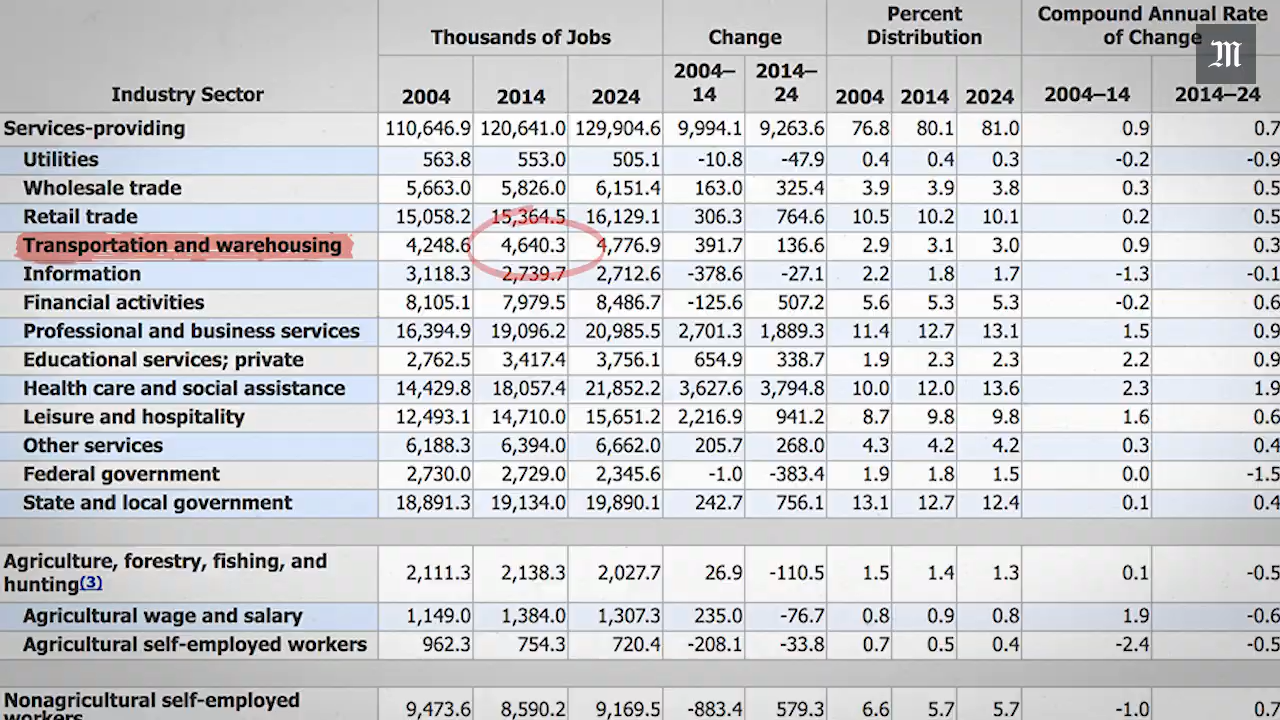 Industry Sector Thousands of Jobs Change Percent Distribution Compound Annual Rate of Change
2004 2014 2024 2004–14 2014–24 2004 2014 2024 2004–14 2014–24
M
Services-providing 110,646.9 120,641.0 129,904.6 9,994.1 9,263.6 76.8 80.1 81.0 0.9 0.7
Utilities 563.8 553.0 505.1 -10.8 -47.9 0.4 0.4 0.3 -0.2 -0.9
Wholesale trade 5,663.0 5,826.0 6,151.4 163.0 325.4 3.9 3.9 3.8 0.3 0.5
Retail trade 15,058.2 15,364.5 16,129.1 306.3 764.6 10.5 10.2 10.1 0.2 0.5
Transportation and warehousing 4,248.6 4,640.3 4,776.9 391.7 136.6 2.9 3.1 3.0 0.9 0.3
Information 3,118.3 2,739.7 2,712.6 -378.6 -27.1 2.2 1.8 1.7 -1.3 -0.1
Financial activities 8,105.1 7,979.5 8,486.7 -125.6 507.2 5.6 5.3 5.3 -0.2 0.6
Professional and business services 16,394.9 19,096.2 20,985.5 2,701.3 1,889.3 11.4 12.7 13.1 1.5 0.9
Educational services; private 2,762.5 3,417.4 3,756.1 654.9 338.7 1.9 2.3 2.3 2.2 0.9
Health care and social assistance 14,429.8 18,057.4 21,852.2 3,627.6 3,794.8 10.0 12.0 13.6 2.3 1.9
Leisure and hospitality 12,493.1 14,710.0 15,651.2 2,216.9 941.2 8.7 9.8 9.8 1.6 0.6
Other services 6,188.3 6,394.0 6,662.0 205.7 268.0 4.3 4.2 4.2 0.3 0.4
Federal government 2,730.0 2,729.0 2,345.6 -1.0 -383.4 1.9 1.8 1.5 0.0 -1.5
State and local government 18,891.3 19,134.0 19,890.1 242.7 756.1 13.1 12.7 12.4 0.1 0.4
Agriculture, forestry, fishing, and
hunting(3) 2,111.3 2,138.3 2,027.7 26.9 -110.5 1.5 1.4 1.3 0.1 -0.5
Agricultural wage and salary 1,149.0 1,384.0 1,307.3 235.0 -76.7 0.8 0.9 0.8 1.9 -0.6
Agricultural self-employed workers 962.3 754.3 720.4 -208.1 -33.8 0.7 0.5 0.4 -2.4 -0.5
Nonagricultural self-employed
workers 9,473.6 8,590.2 9,169.5 -883.4 579.3 6.6 5.7 5.7 -1.0 0.7